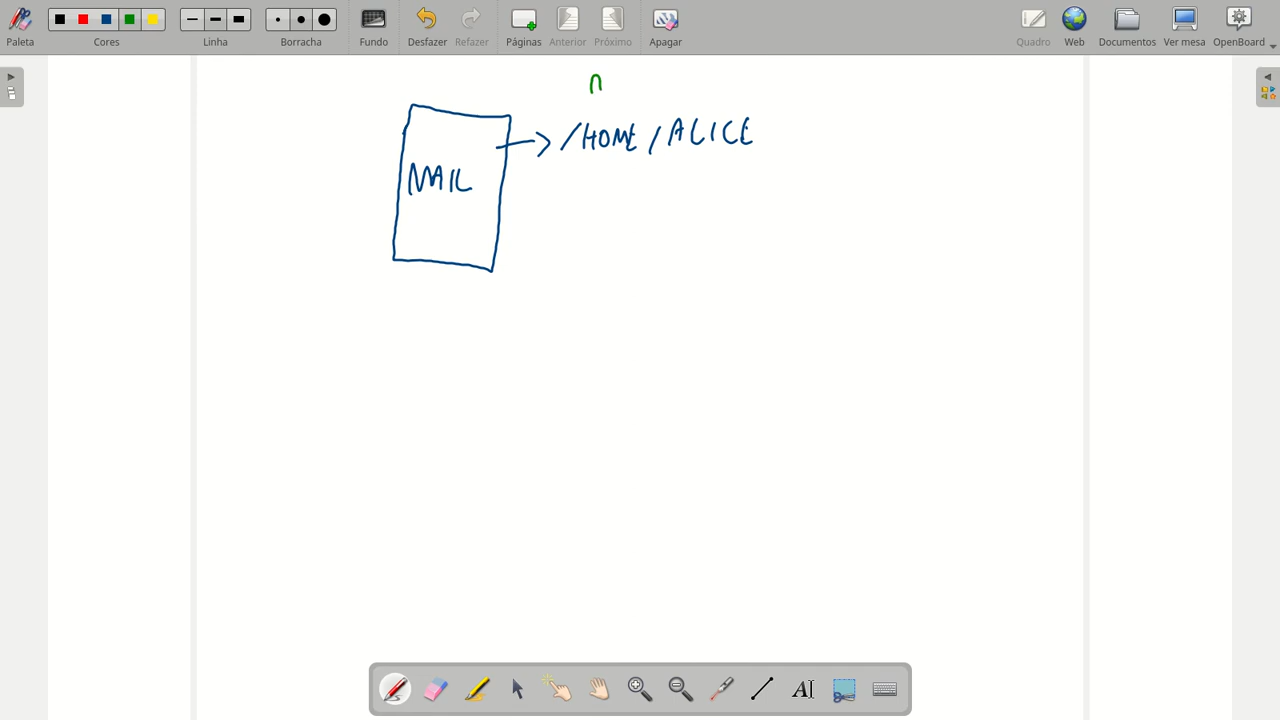 Paleta Cores Linha Borracha Fundo Desfazer Refazer Páginas Anterior Próximo Apagar Quadro Web Documentos Ver mesa OpenBoard
n
/HOME/ALICE
MAIL
AI